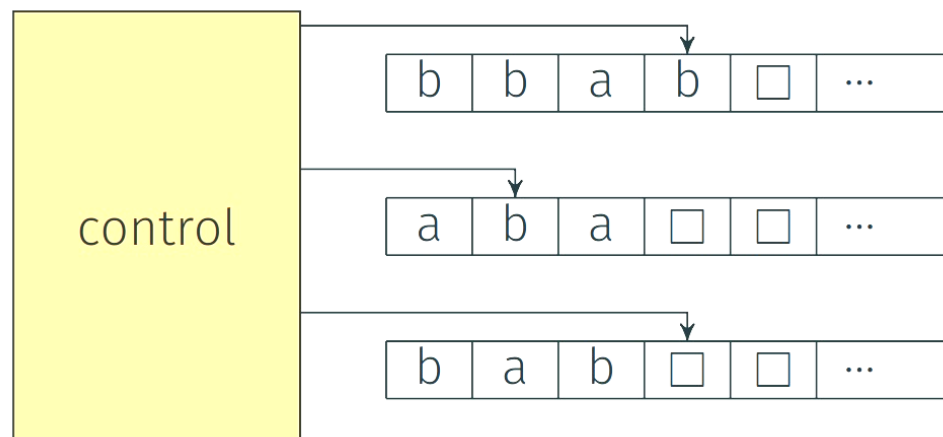 b b a b □ ...
control
a b a □ □ ...
b a b □ □ ...